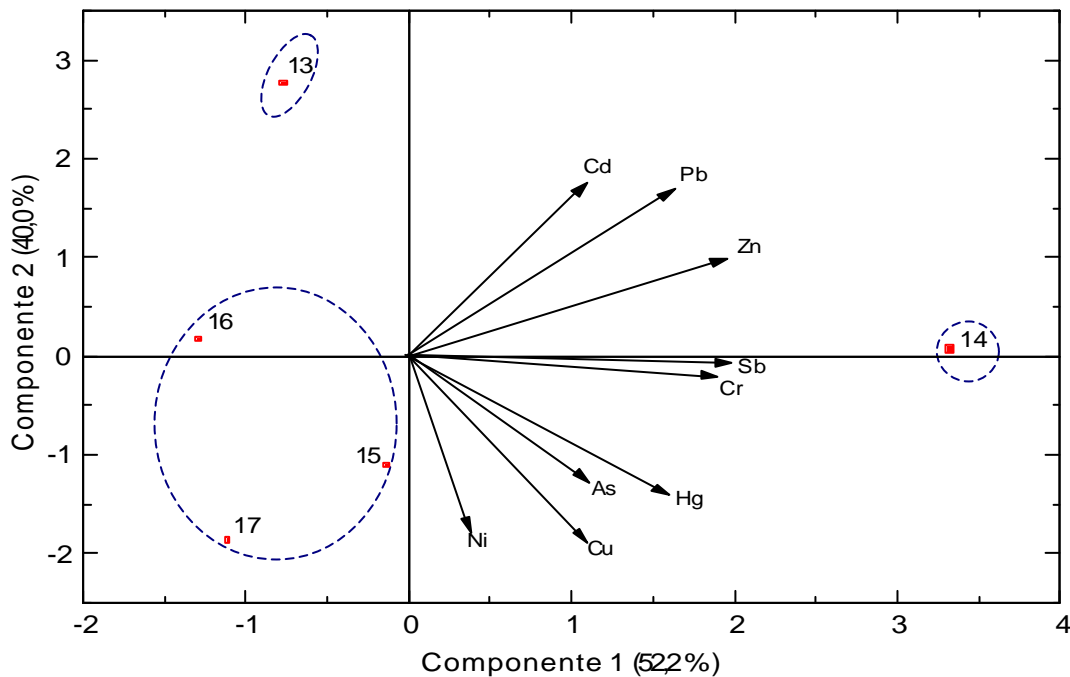 3
13
2
Cd
Pb
1
Zn
16
14
0
Sb
Cr
-1
15
As
Hg
17
Ni
Cu
-2
-2
-1
0
1
2
3
4
Componente 2 (40,0%)
Componente 1 (52,2%)